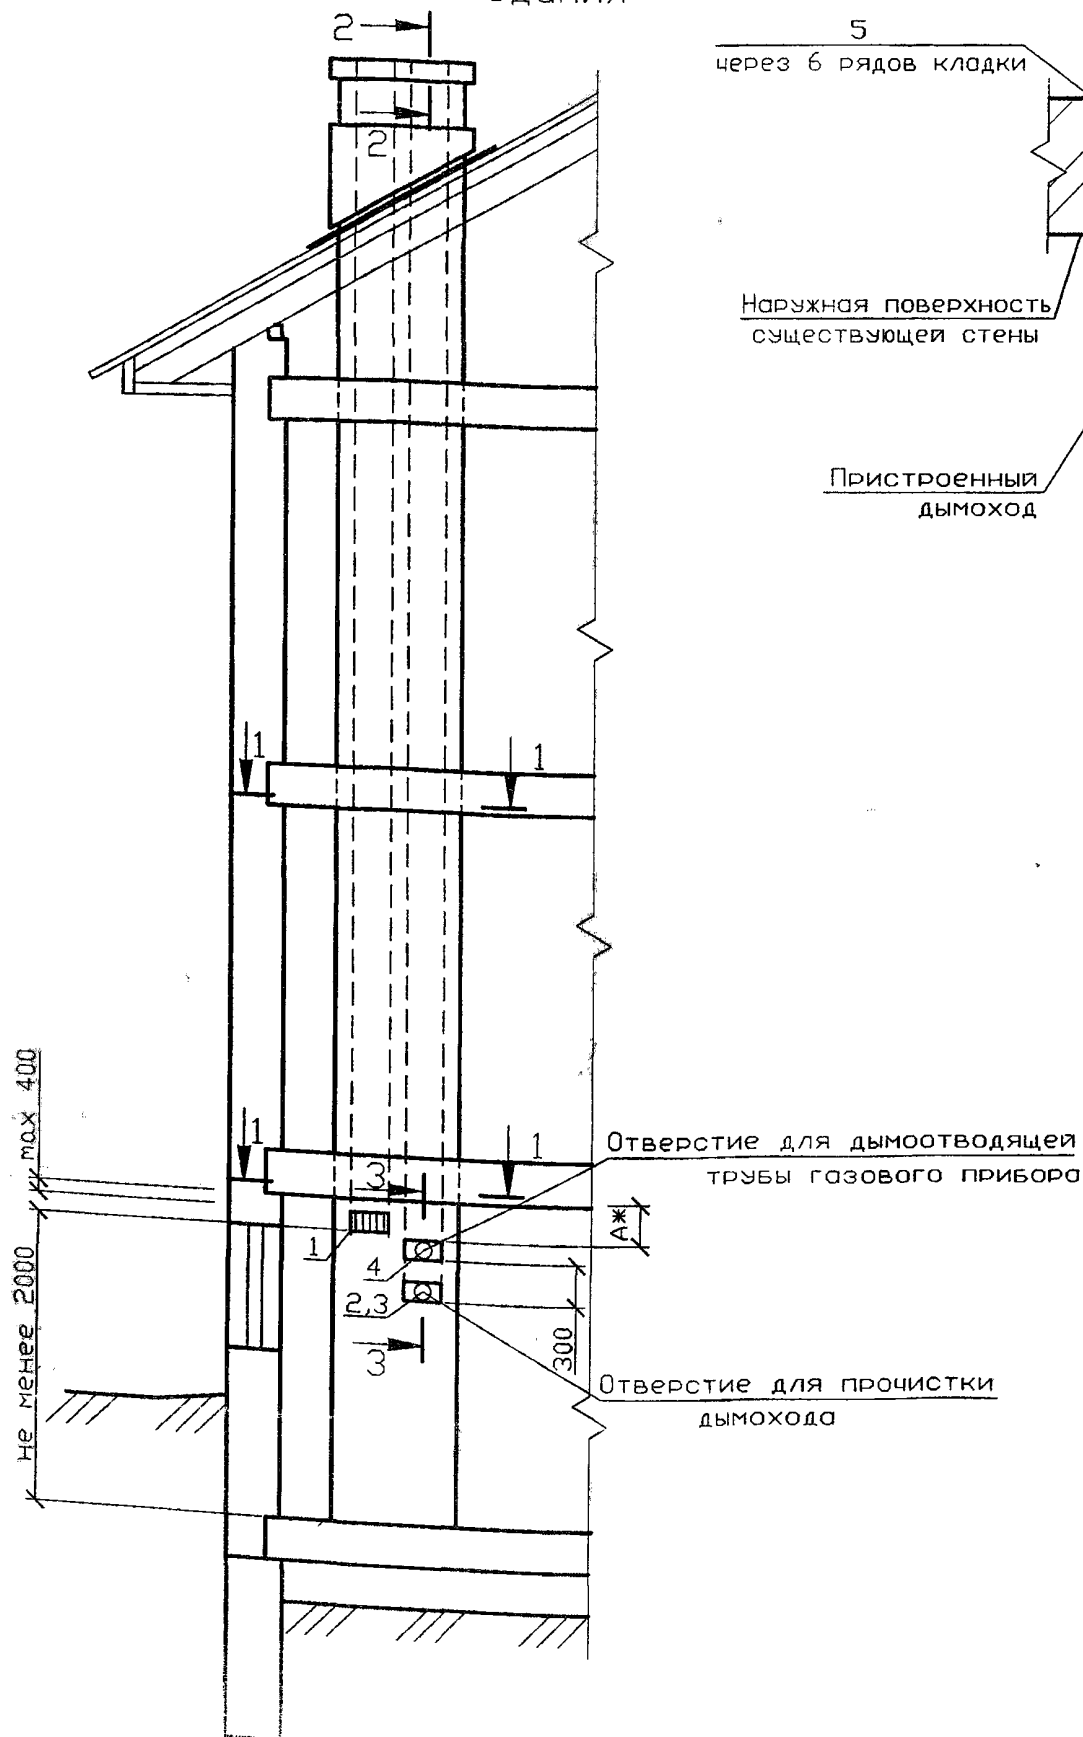 2
2
5
через 6 рядов кладки
Наружная поверхность
существующей стены
Пристроенный
дымоход
1
1
max 400
1
1
3
Отверстие для дымоотводящей
трубы газового прибора
А*
1
4
2,3
3
300
не менее 2000
Отверстие для прочистки
дымохода